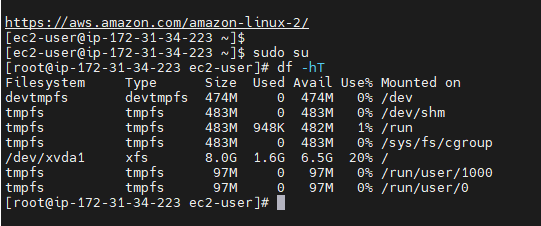 https://aws.amazon.com/amazon-linux-2/
[ec2-user@ip-172-31-34-223 ~]$
[ec2-user@ip-172-31-34-223 ~]$ sudo su
[root@ip-172-31-34-223 ec2-user]# df -hT
Filesystem     Type      Size  Used Avail Use% Mounted on
devtmpfs       devtmpfs  474M     0  474M   0% /dev
tmpfs          tmpfs     483M     0  483M   0% /dev/shm
tmpfs          tmpfs     483M  948K  482M   1% /run
tmpfs          tmpfs     483M     0  483M   0% /sys/fs/cgroup
/dev/xvda1     xfs       8.0G  1.6G  6.5G  20% /
tmpfs          tmpfs      97M     0   97M   0% /run/user/1000
tmpfs          tmpfs      97M     0   97M   0% /run/user/0
[root@ip-172-31-34-223 ec2-user]#